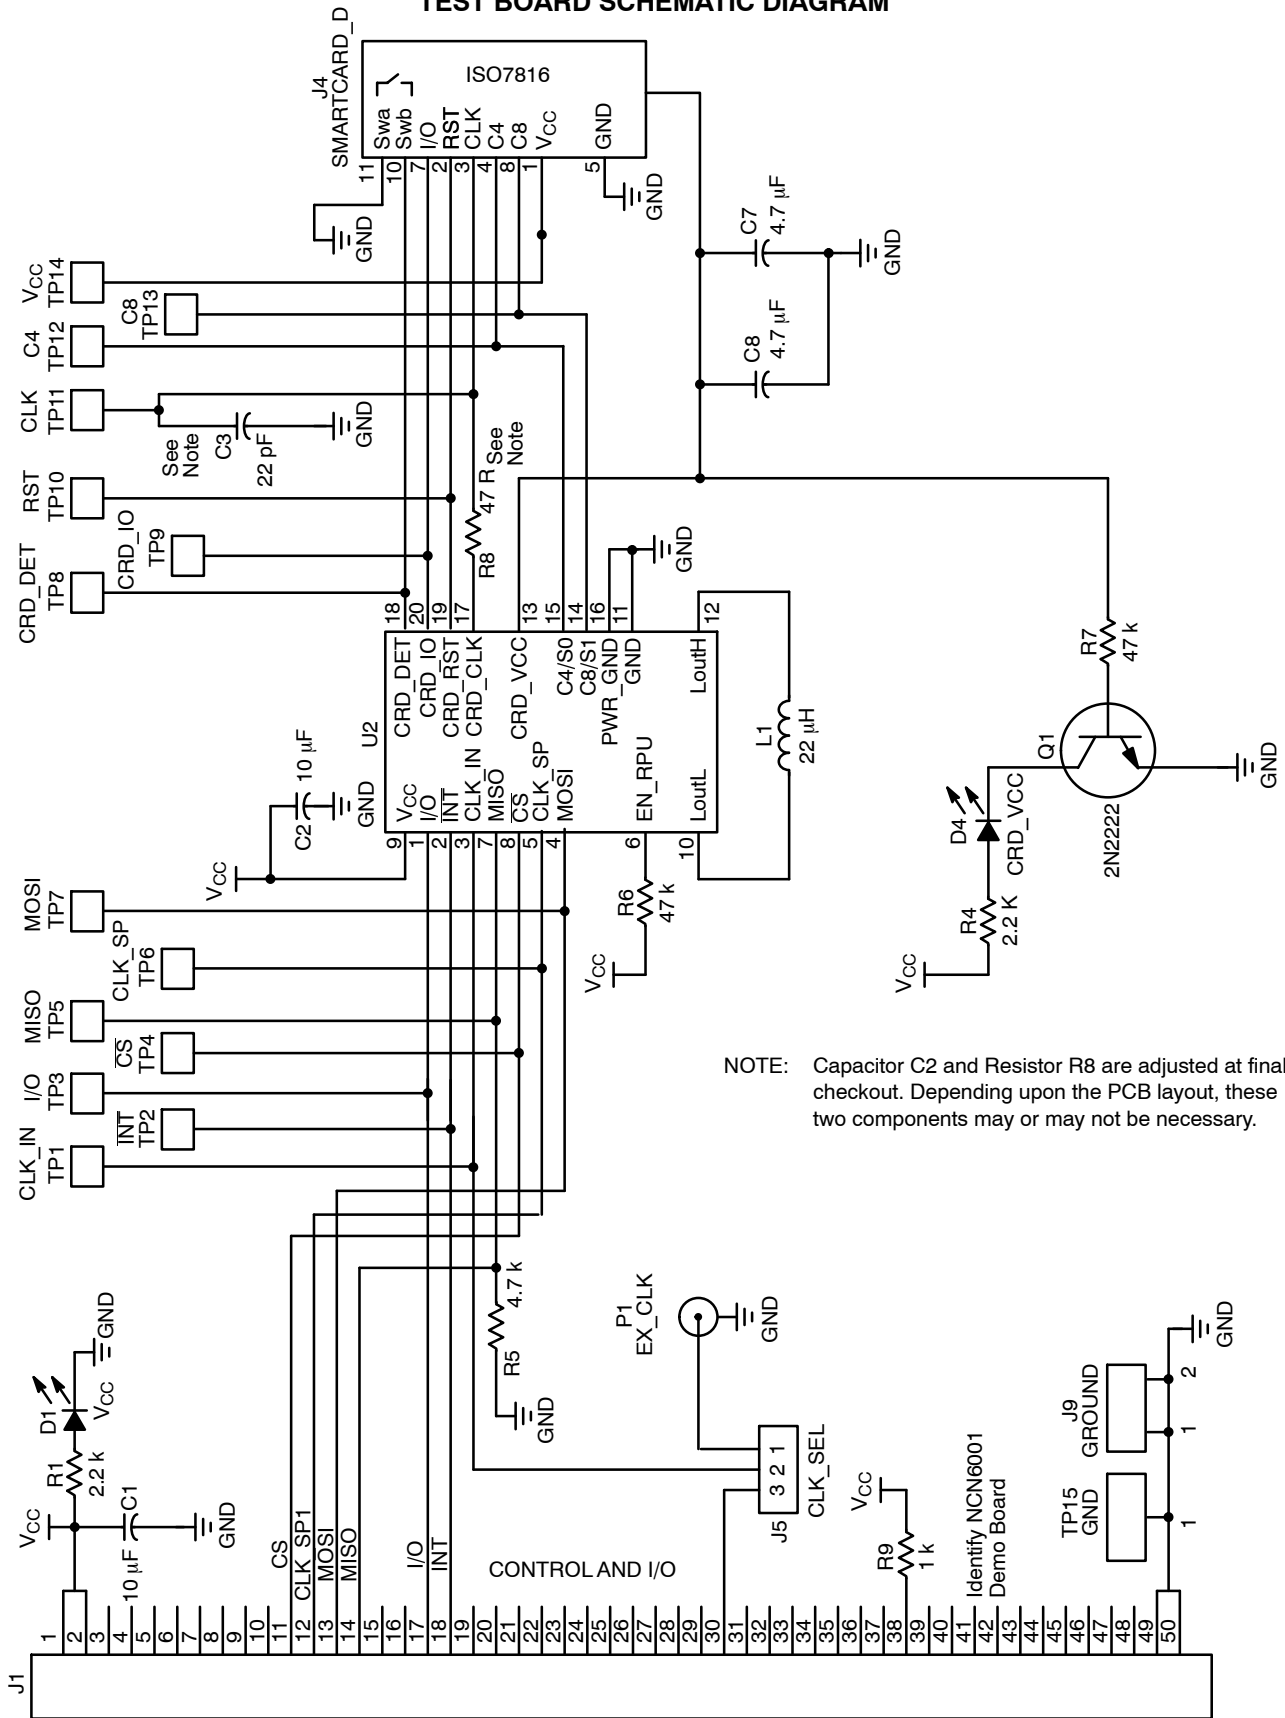 TEST BOARD SCHEMATIC DIAGRAM
J4
SMARTCARD_D
ISO7816
Swa
Swb
I/O
RST
CLK
C4
C8
VCC
GND
11
10
7
2
3
4
8
1
5
GND
GND
C7
4.7 µF
C8
4.7 µF
GND
VCC
TP14
C8
TP13
C4
TP12
CLK
TP11
See
Note
C3
22 pF
GND
RST
TP10
CRD_IO
TP9
CRD_DET
TP8
R8
47 R
See
Note
18
20
19
17
13
15
14
16
11
12
GND
U2
CRD_DET
CRD_IO
CRD_RST
CRD_CLK
CRD_VCC
C4/S0
C8/S1
PWR_GND
GND
LoutH
VCC
I/O
INT
CLK_IN
MISO
CS
CLK_SP
MOSI
EN_RPU
LoutL
9
1
2
3
7
8
5
4
6
10
L1
22 µH
C2
10 µF
GND
VCC
R6
47 k
VCC
R7
47 k
Q1
2N2222
GND
D4
CRD_VCC
R4
2.2 K
VCC
MOSI
TP7
CLK_SP
TP6
MISO
TP5
CS
TP4
I/O
TP3
INT
TP2
CLK_IN
TP1
NOTE: Capacitor C2 and Resistor R8 are adjusted at final
checkout. Depending upon the PCB layout, these
two components may or may not be necessary.
R5
4.7 k
GND
P1
EX_CLK
GND
J5
3 2 1
CLK_SEL
VCC
R9
1 k
Identify NCN6001
Demo Board
J9
GROUND
1
2
GND
TP15
GND
1
D1
VCC
GND
R1
2.2 k
VCC
C1
10 µF
GND
CS
CLK_SP1
MOSI
MISO
I/O
INT
CONTROL AND I/O
J1
1
2
3
4
5
6
7
8
9
10
11
12
13
14
15
16
17
18
19
20
21
22
23
24
25
26
27
28
29
30
31
32
33
34
35
36
37
38
39
40
41
42
43
44
45
46
47
48
49
50